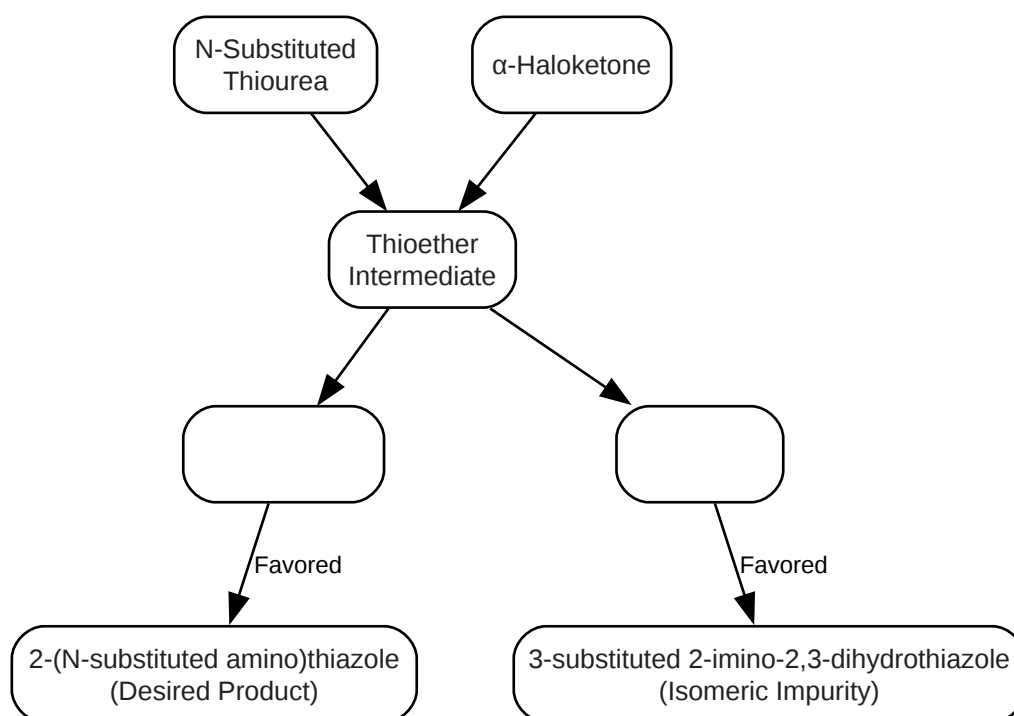 N-Substituted
Thiourea
α-Haloketone
Thioether
Intermediate
Favored
Favored
2-(N-substituted amino)thiazole
(Desired Product)
3-substituted 2-imino-2,3-dihydrothiazole
(Isomeric Impurity)